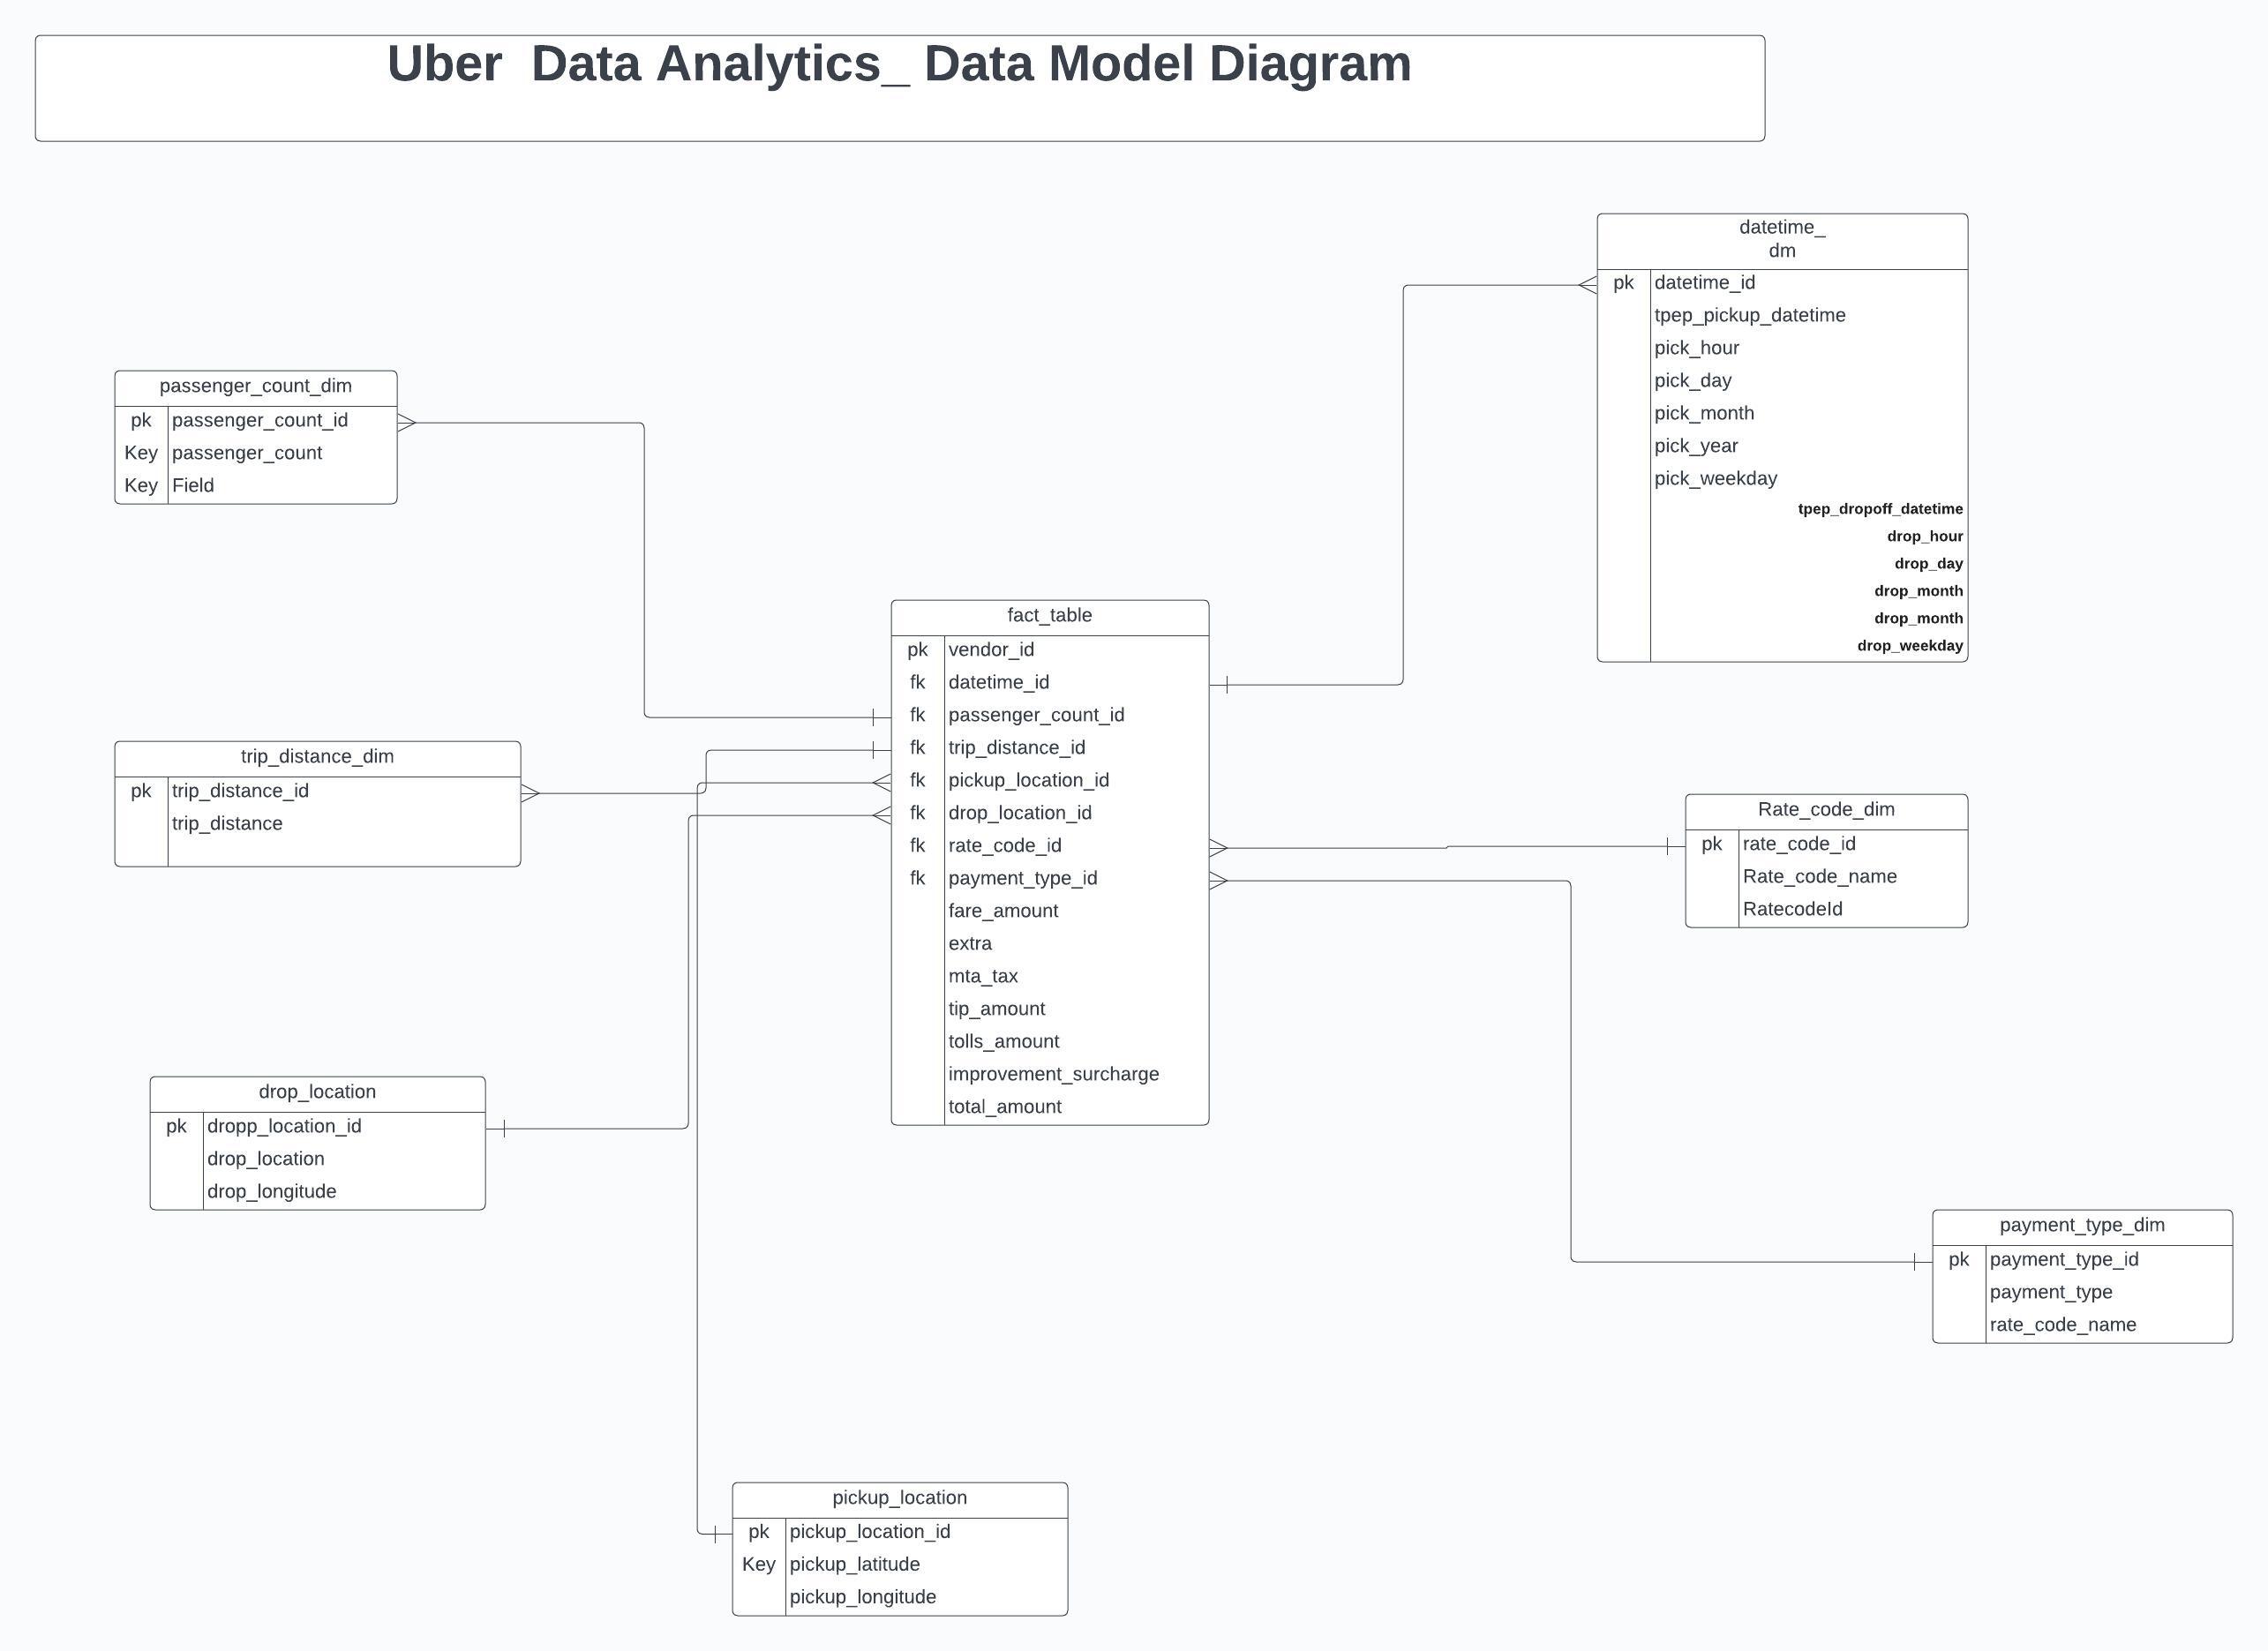 Uber  Data Analytics_ Data Model Diagram
datetime_
dm
pk datetime_id
tpep_pickup_datetime
pick_hour
pick_day
pick_month
pick_year
pick_weekday
tpep_dropoff_datetime
drop_hour
drop_day
drop_month
drop_month
drop_weekday
passenger_count_dim
pk passenger_count_id
Key passenger_count
Key Field
fact_table
pk vendor_id
fk datetime_id
fk passenger_count_id
fk trip_distance_id
fk pickup_location_id
fk drop_location_id
fk rate_code_id
fk payment_type_id
fare_amount
extra
mta_tax
tip_amount
tolls_amount
improvement_surcharge
total_amount
trip_distance_dim
pk trip_distance_id
trip_distance
Rate_code_dim
pk rate_code_id
Rate_code_name
RatecodeId
drop_location
pk dropp_location_id
drop_location
drop_longitude
payment_type_dim
pk payment_type_id
payment_type
rate_code_name
pickup_location
pk pickup_location_id
Key pickup_latitude
pickup_longitude